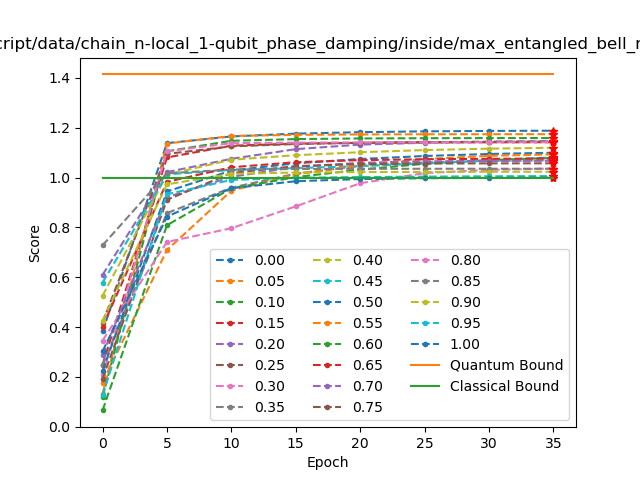 cript/data/chain_n-local_1-qubit_phase_damping/inside/max_entangled_bell_r
1.4
1.2
1.0
0.8
0.6
0.4
0.2
0.0
Score
0.00 0.40 0.80
0.05 0.45 0.85
0.10 0.50 0.90
0.15 0.55 0.95
0.20 0.60 1.00
0.25 0.65 Quantum Bound
0.30 0.70 Classical Bound
0.35 0.75
0 5 10 15 20 25 30 35
Epoch